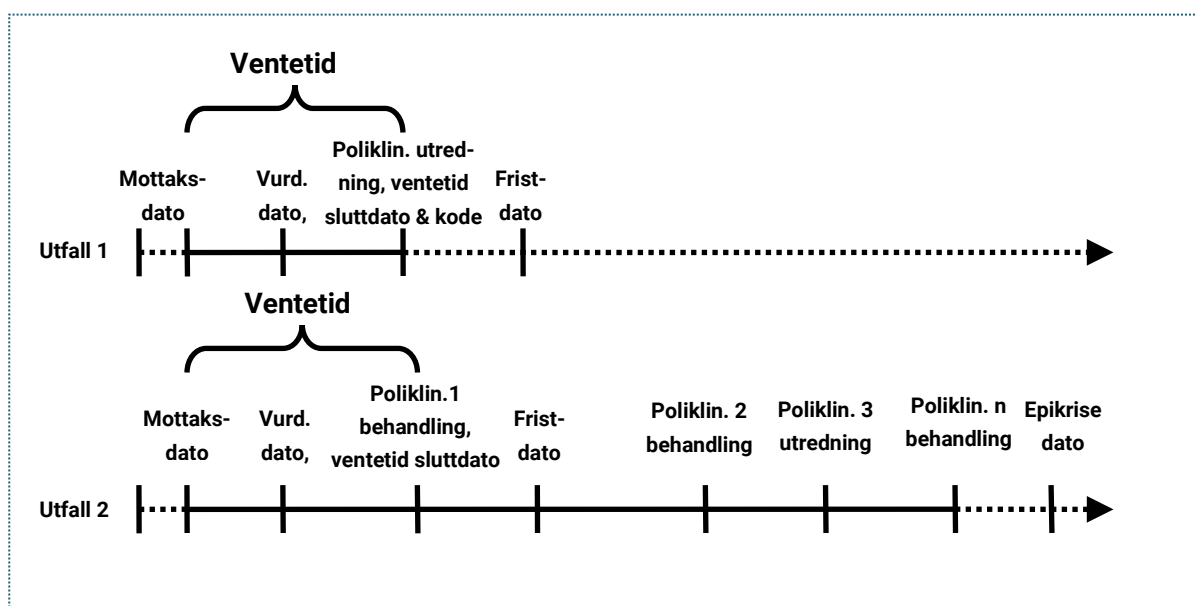 Ventetid
Poliklin. utred-
Mottaks-
Vurd.
ning, ventetid
Frist-
dato
dato,
sluttdato & kode
dato
Utfall 1
Ventetid
Poliklin.1
Poliklin. 2
Poliklin. 3
Poliklin. n
Epikrise
Mottaks-
Vurd.
behandling,
Frist-
behandling
utredning
behandling
dato
dato
dato,
ventetid sluttdato
dato
Utfall 2